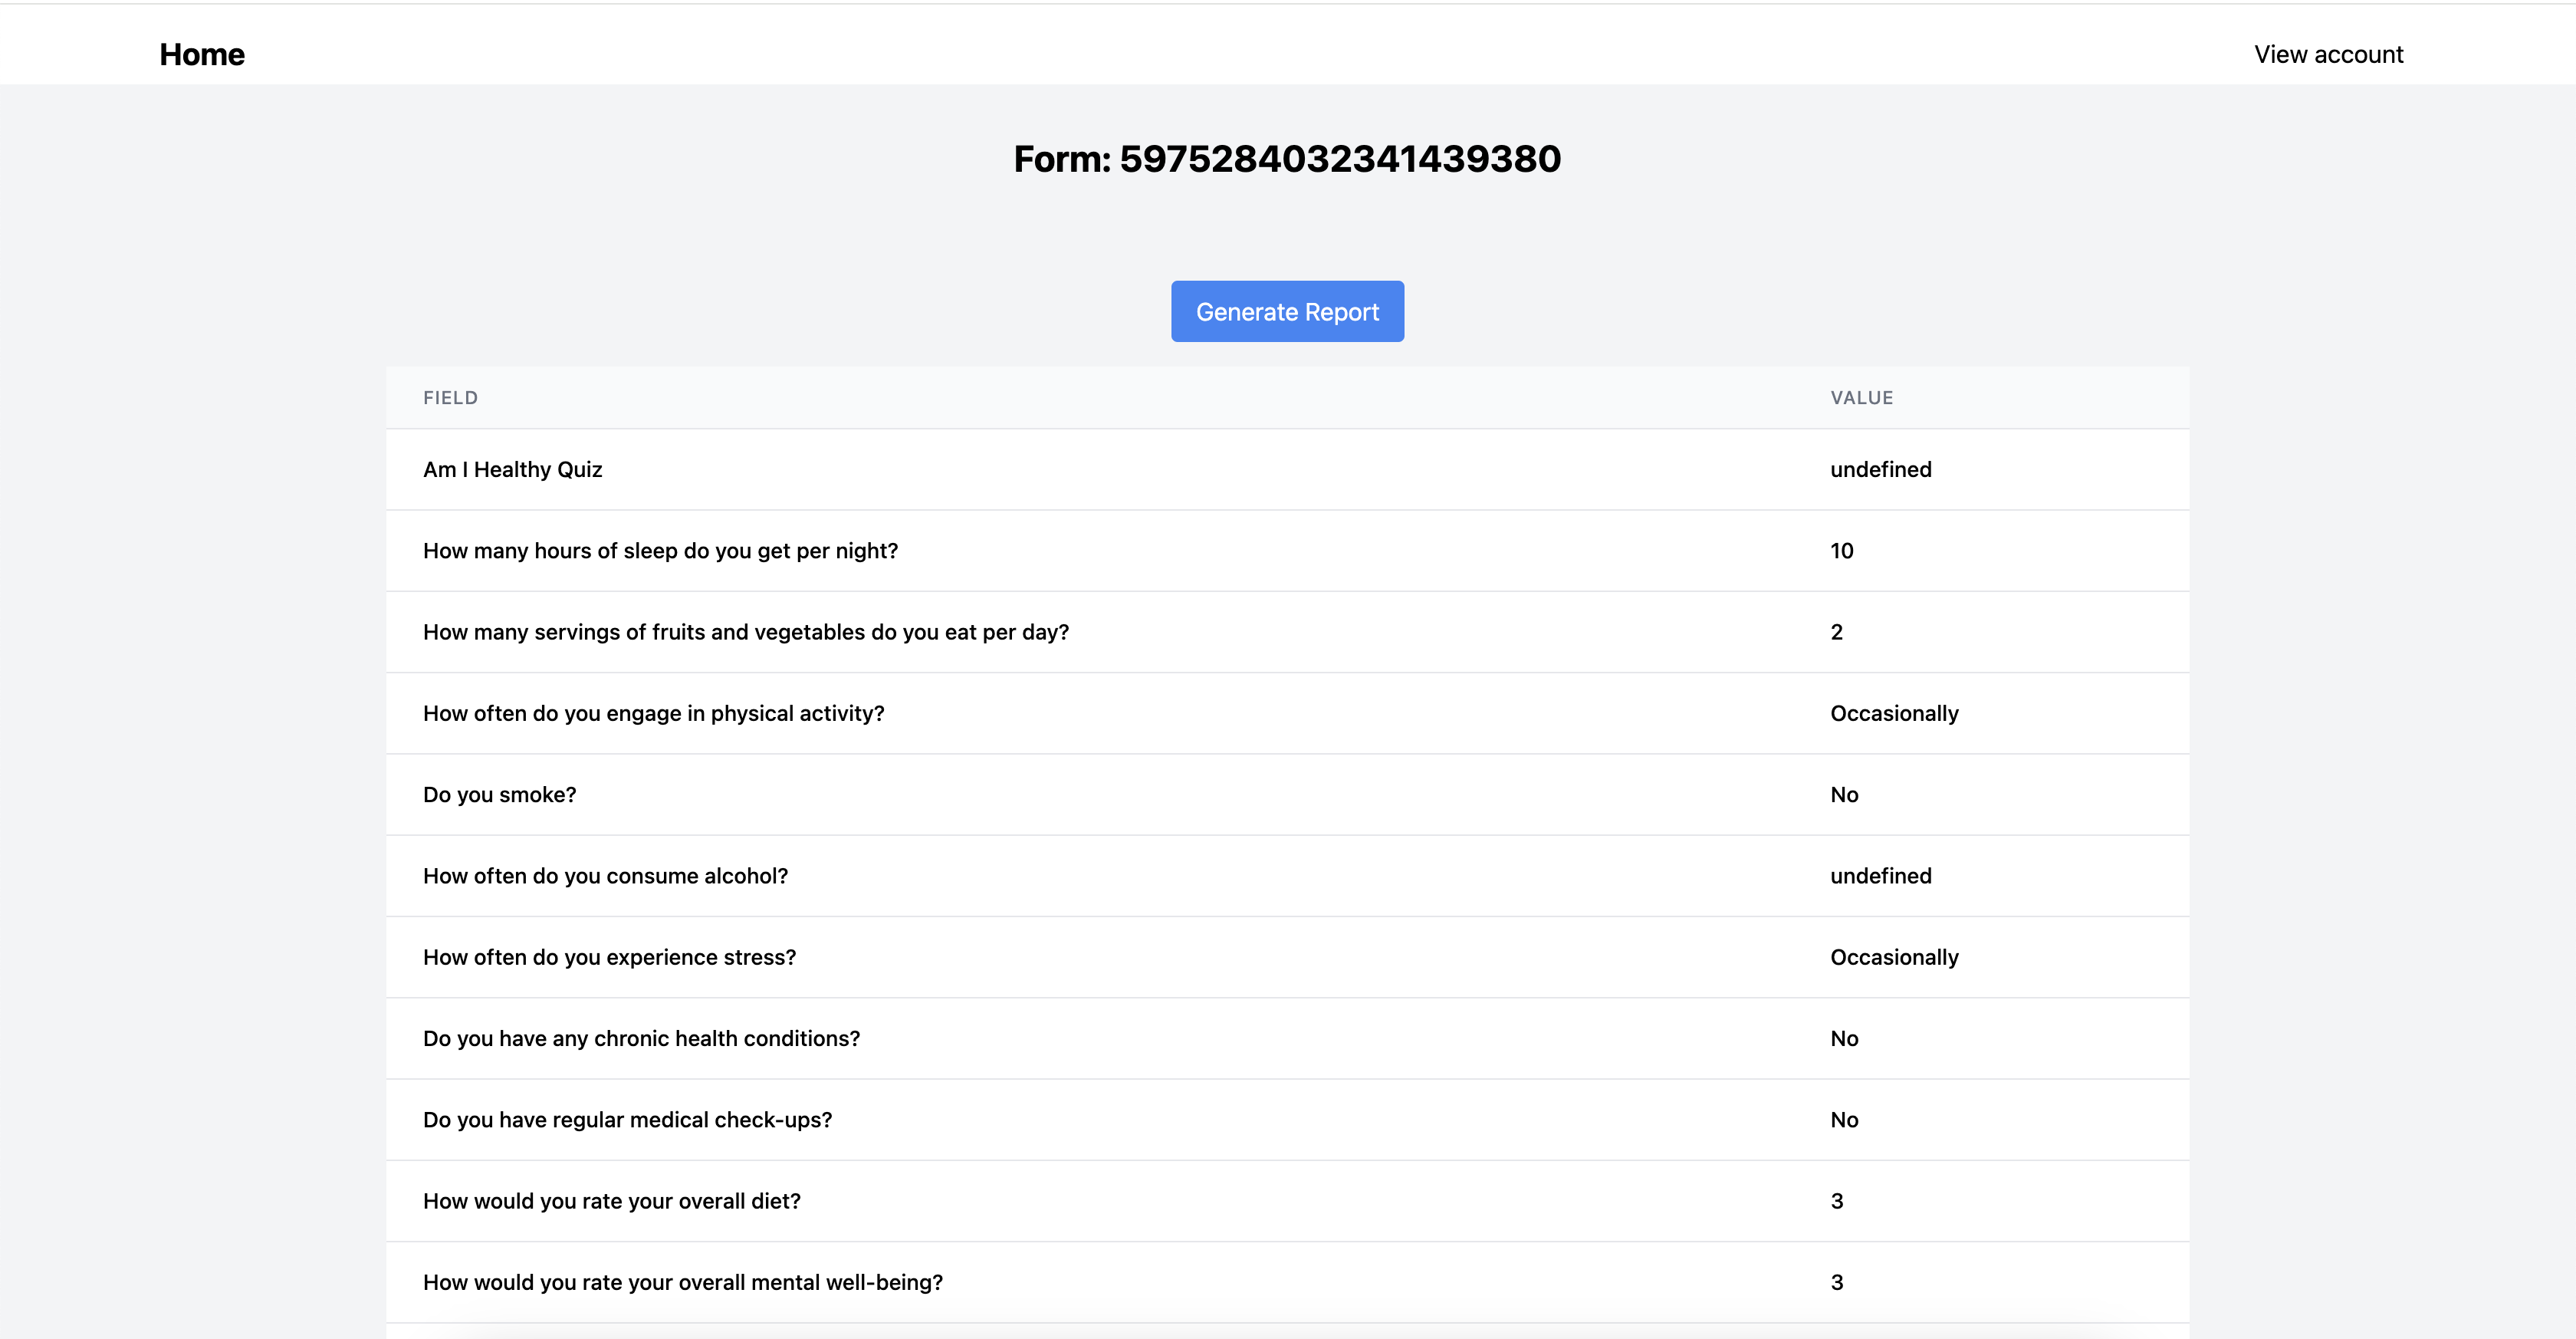 Home View account
Form: 5975284032341439380
Generate Report
FIELD VALUE
Am I Healthy Quiz undefined
How many hours of sleep do you get per night? 10
How many servings of fruits and vegetables do you eat per day? 2
How often do you engage in physical activity? Occasionally
Do you smoke? No
How often do you consume alcohol? undefined
How often do you experience stress? Occasionally
Do you have any chronic health conditions? No
Do you have regular medical check-ups? No
How would you rate your overall diet? 3
How would you rate your overall mental well-being? 3